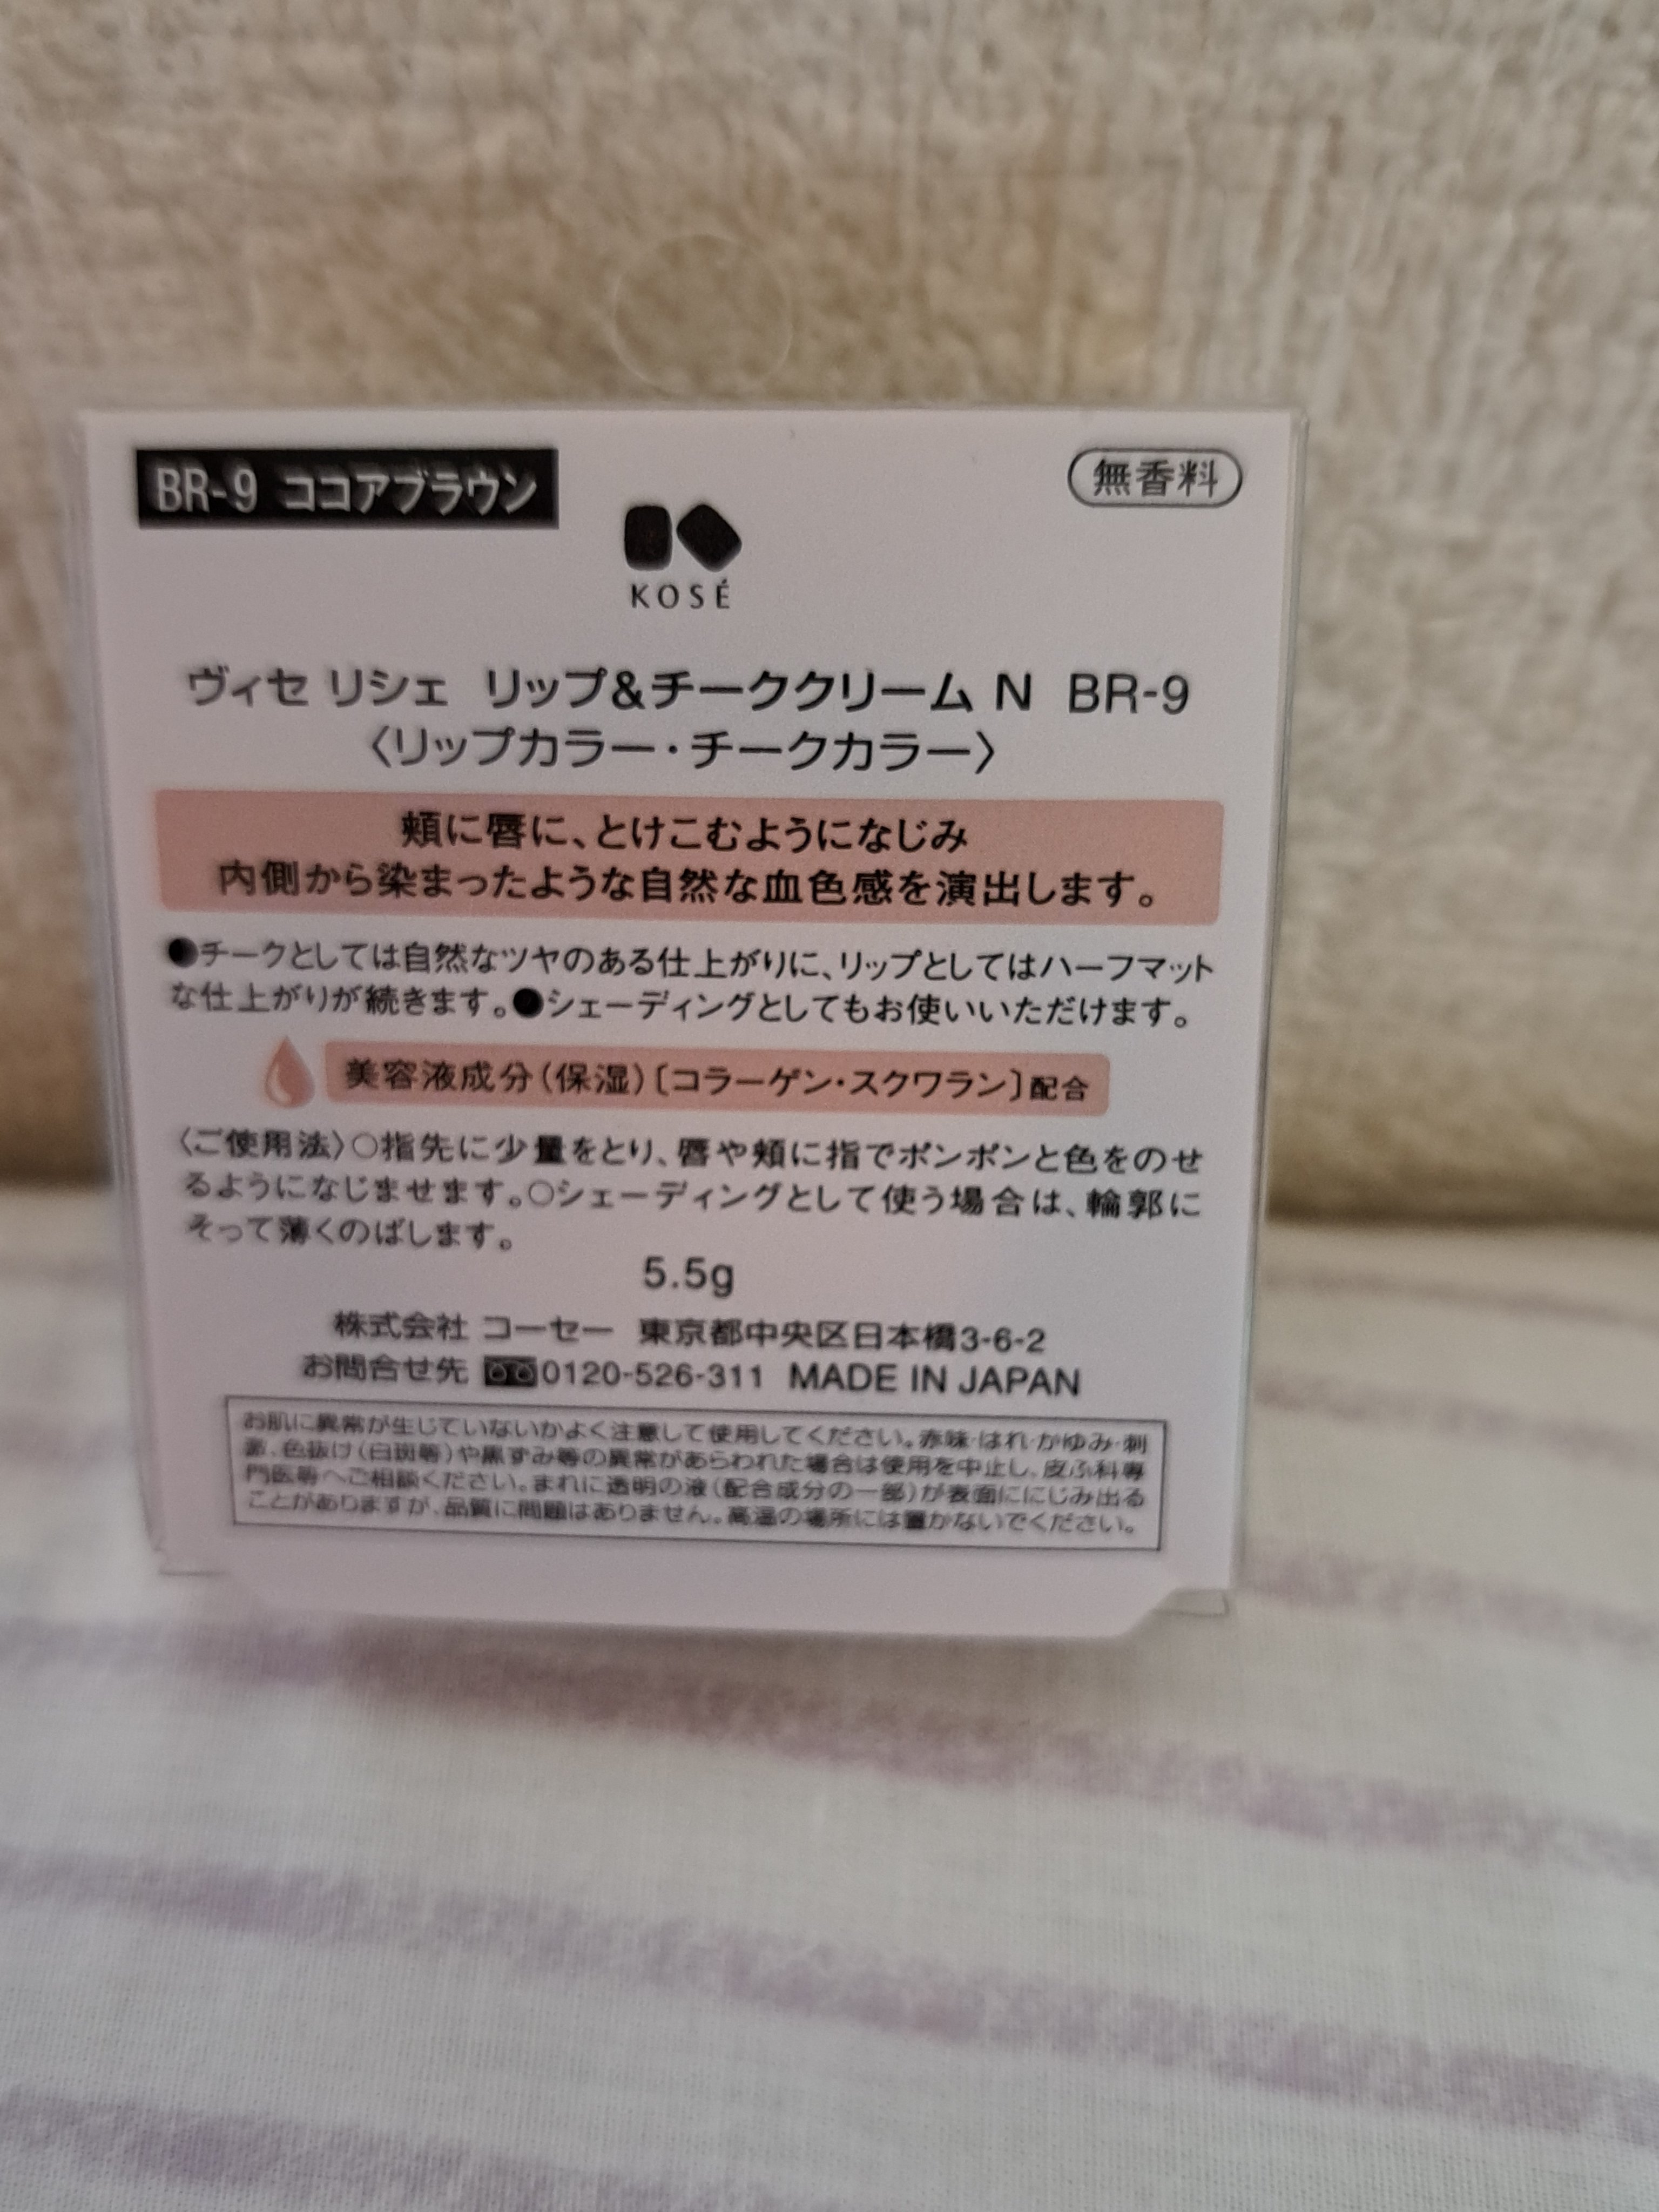 BR-9 ココアブラウン
無香料
KOSÉ
ヴィセ リシェ リップ&チーククリーム N BR-9
〈リップカラー・チークカラー〉
頬に唇に、とけこむようになじみ
内側から染まったような自然な血色感を演出します。
●チークとしては自然なツヤのある仕上がりに、リップとしてはハーフマット
な仕上がりが続きます。●シェーディングとしてもお使いいただけます。
美容液成分(保湿)〔コラーゲン・スクワラン〕配合
〈ご使用法〉○指先に少量をとり、唇や頬に指でポンポンと色をのせ
るようになじませます。○シェーディングとして使う場合は、輪郭に
そって薄くのばします。
5.5g
株式会社 コーセー 東京都中央区日本橋3-6-2
お問合せ先 0120-526-311 MADE IN JAPAN
お肌に異常が生じていないかよく注意して使用してください。赤味・はれ・かゆみ・刺
激、色抜け(白斑等)や黒ずみ等の異常があらわれた場合は使用を中止し、皮ふ科専
門医等へご相談ください。まれに透明の液(配合成分の一部)が表面ににじみ出る
ことがありますが、品質に問題はありません。高温の場所には置かないでください。